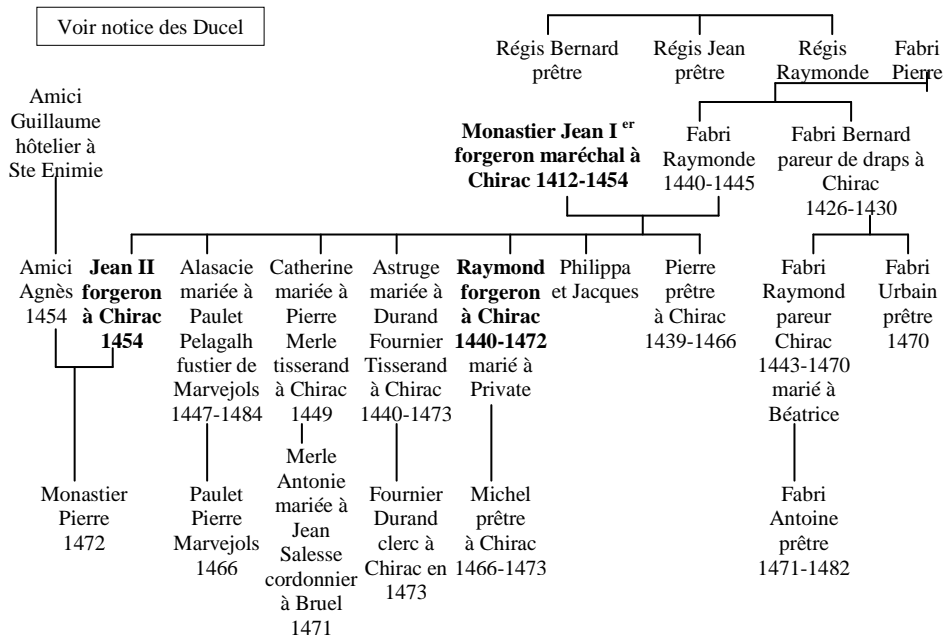 Voir notice des Ducel
Régis Bernard
prêtre
Régis Jean
prêtre
Régis
Raymonde
Fabri
Pierre
Amici
Guillaume
hôtelier à
Ste Enimie
Monastier Jean I er
forgeron maréchal à
Chirac 1412-1454
Fabri
Raymonde
1440-1445
Fabri Bernard
pareur de draps à
Chirac
1426-1430
Amici
Agnès
1454
Jean II
forgeron
à Chirac
1454
Alasacie
mariée à
Paulet
Pelagalh
fustier de
Marvejols
1447-1484
Catherine
mariée à
Pierre
Merle
tisserand
à Chirac
1449
Astruge
mariée à
Durand
Fournier
Tisserand
à Chirac
1440-1473
Raymond
forgeron
à Chirac
1440-1472
marié à
Private
Philippa
et Jacques
Pierre
prêtre
à Chirac
1439-1466
Fabri
Raymond
pareur
Chirac
1443-1470
marié à
Béatrice
Fabri
Urbain
prêtre
1470
Monastier
Pierre
1472
Paulet
Pierre
Marvejols
1466
Merle
Antonie
mariée à
Jean
Salesse
cordonnier
à Bruel
1471
Fournier
Durand
clerc à
Chirac en
1473
Michel
prêtre
à Chirac
1466-1473
Fabri
Antoine
prêtre
1471-1482